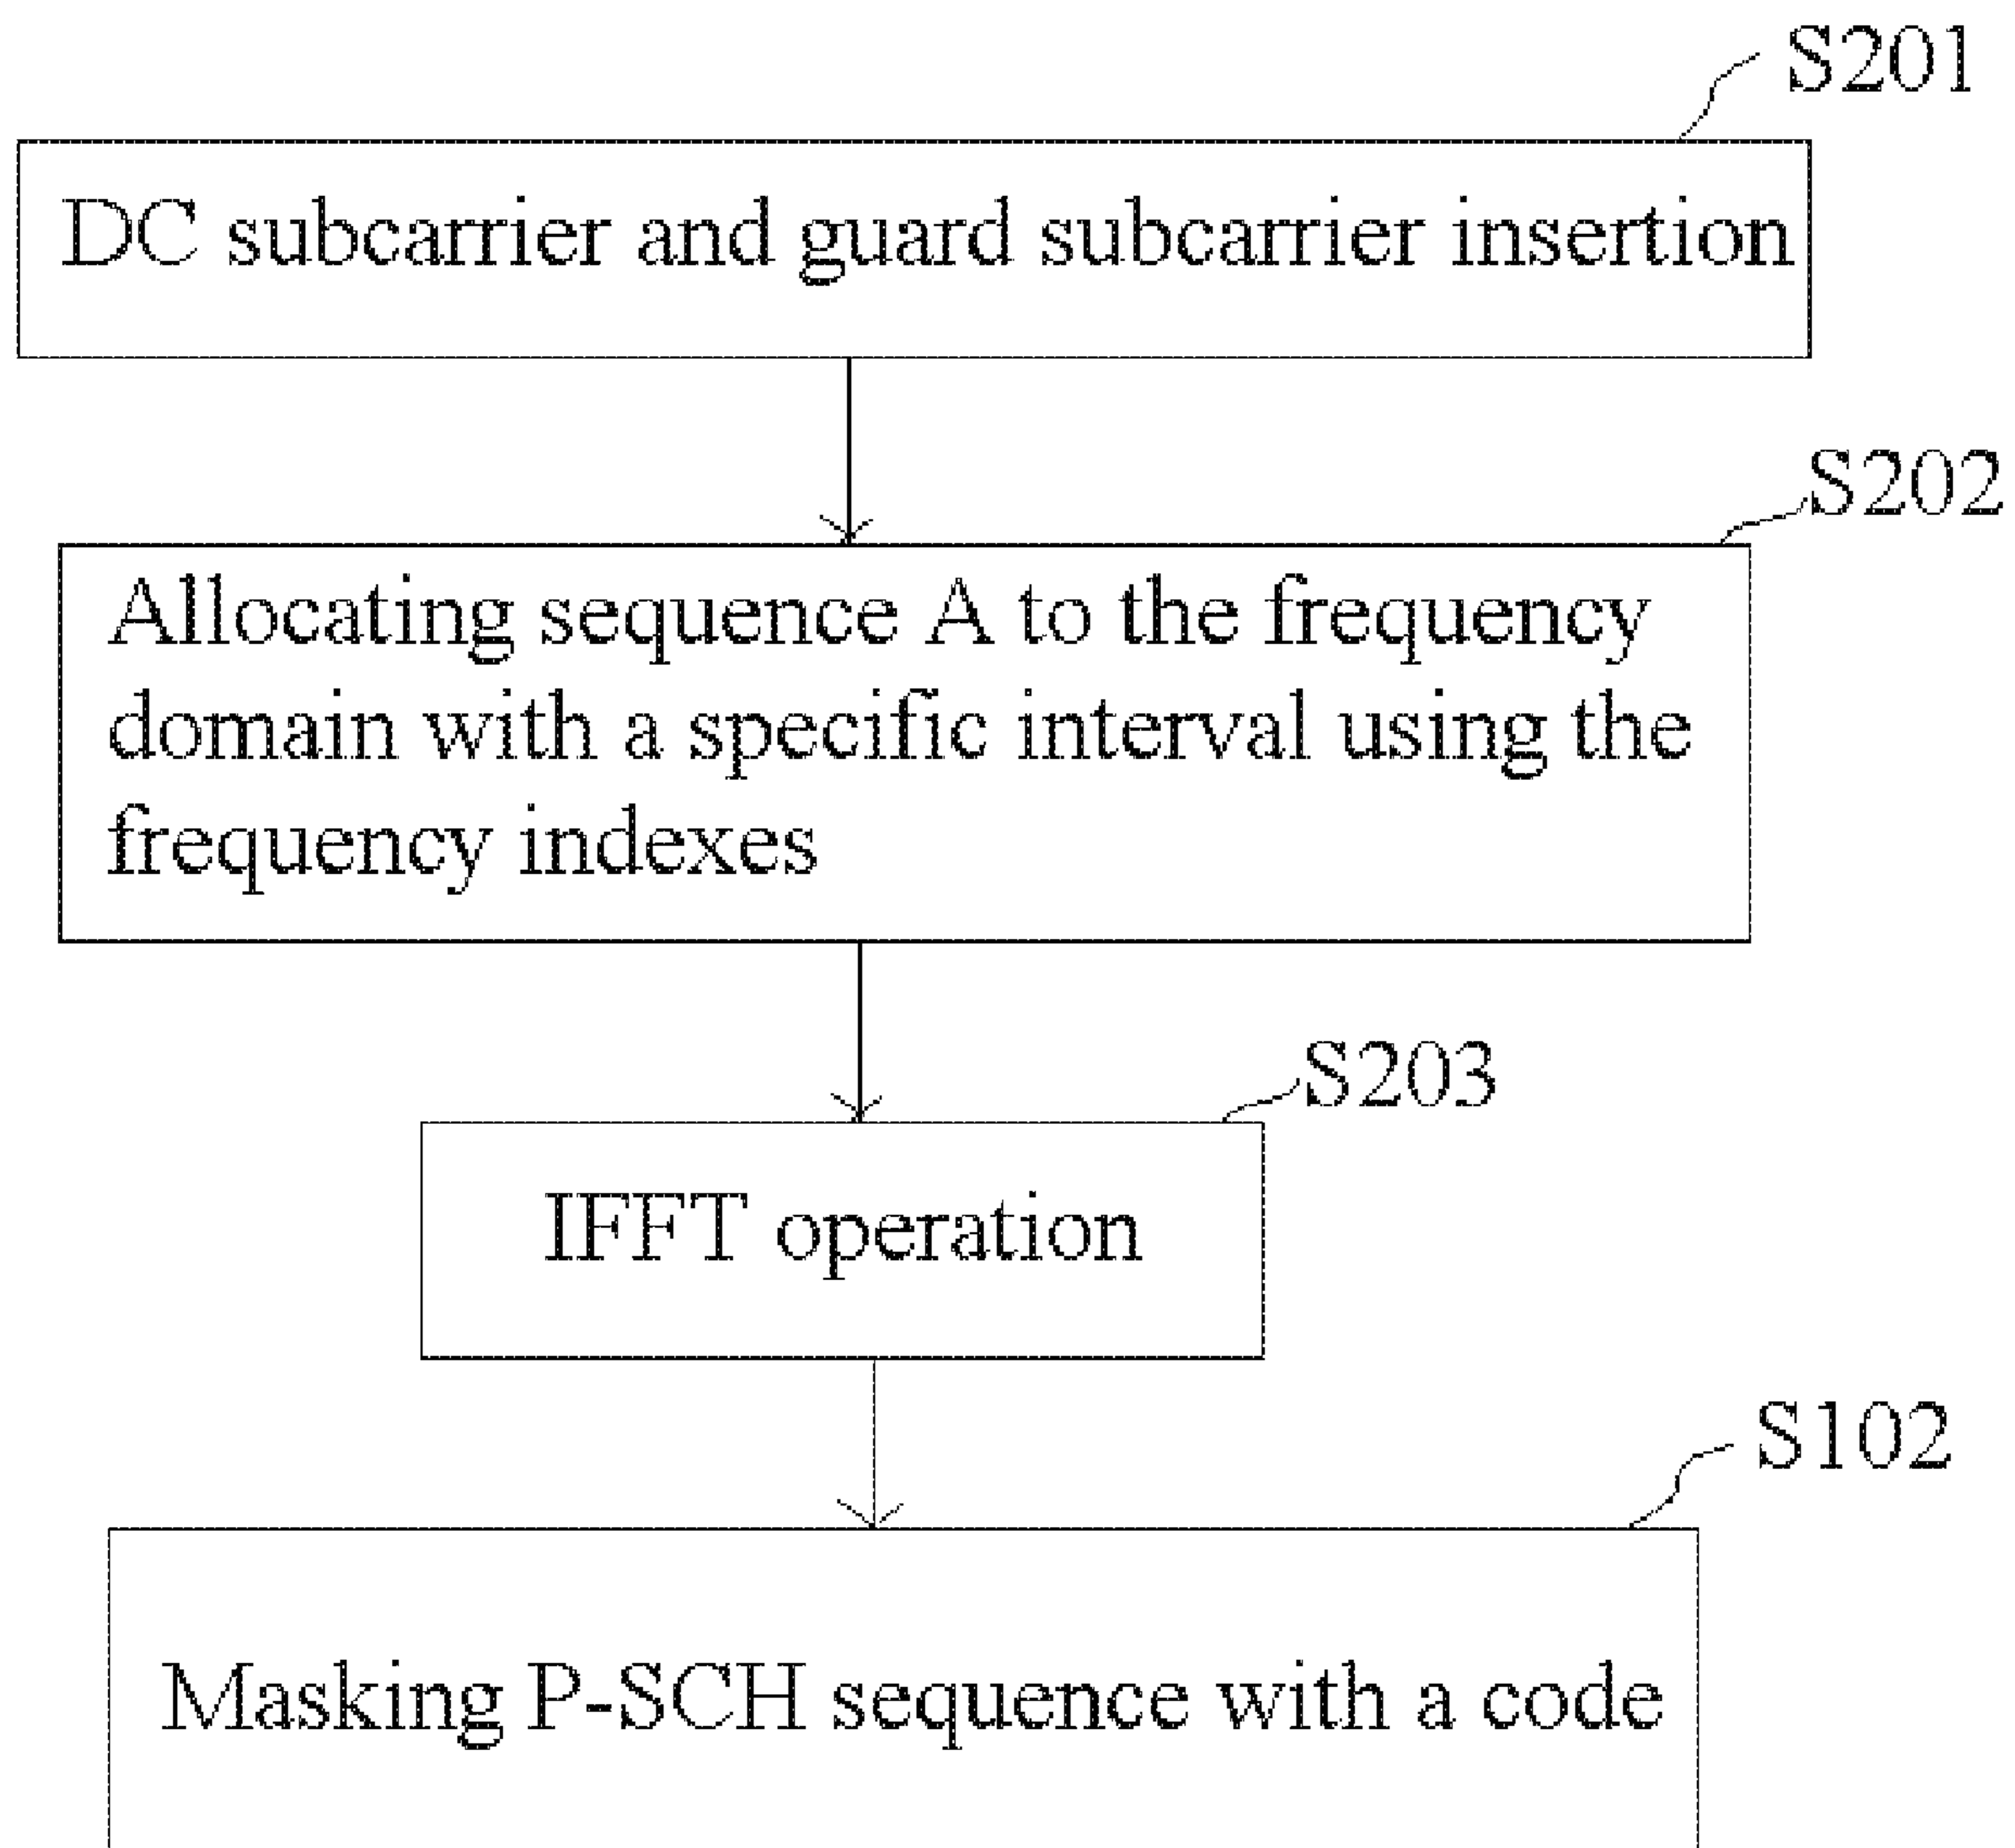 S201
DC subcarrier and guard subcarrier insertion
S202
Allocating sequence A to the frequency
domain with a specific interval using the
frequency indexes
S203
IFFT operation
S102
Masking P-SCH sequence with a code